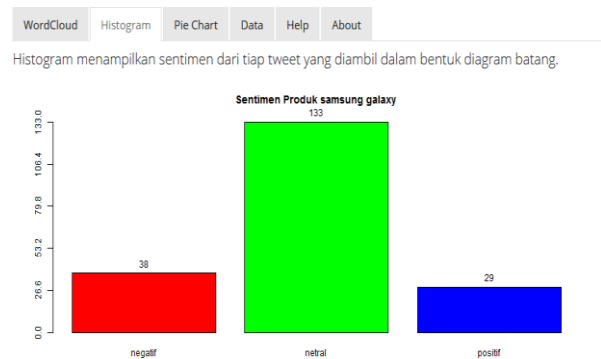 WordCloud Histogram Pie Chart Data Help About
Histogram menampilkan sentimen dari tiap tweet yang diambil dalam bentuk diagram batang.
Sentimen Produk samsung galaxy
133
133.0
106.4
79.8
53.2
26.6
0.0
38
29
negatif netral positif